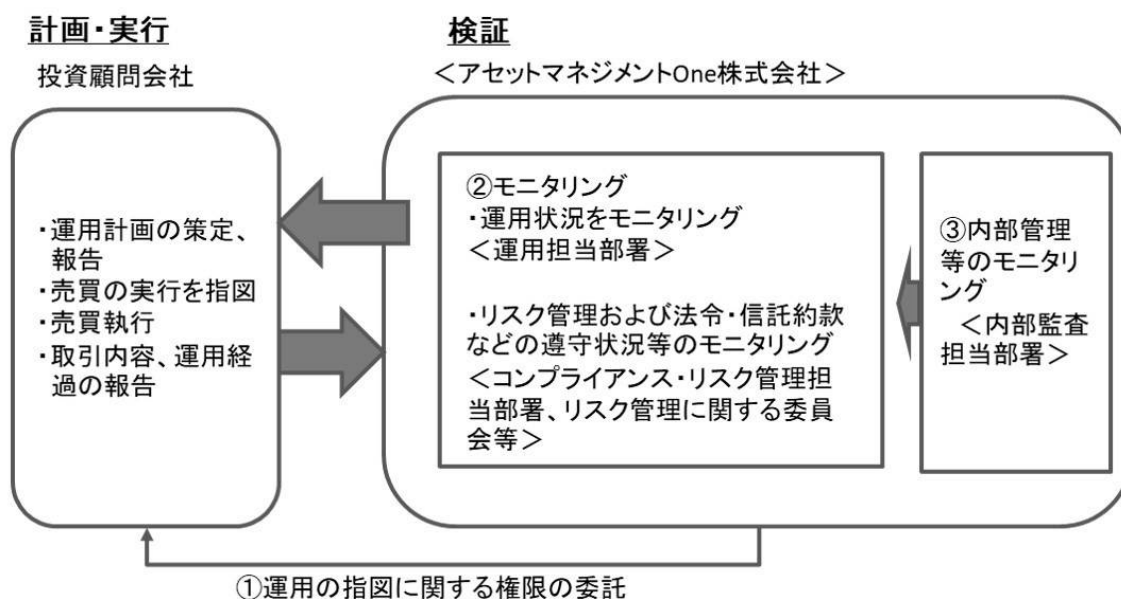 計画・実行
投資顧問会社
・運用計画の策定、
報告
・売買の実行を指図
・売買執行
・取引内容、運用経
過の報告
検証
＜アセットマネジメントOne株式会社＞
②モニタリング
・運用状況をモニタリング
＜運用担当部署＞
・リスク管理および法令・信託約款
などの遵守状況等のモニタリング
＜コンプライアンス・リスク管理担
当部署、リスク管理に関する委員
会等＞
③内部管理
等のモニタリ
ング
＜内部監査
担当部署＞
①運用の指図に関する権限の委託